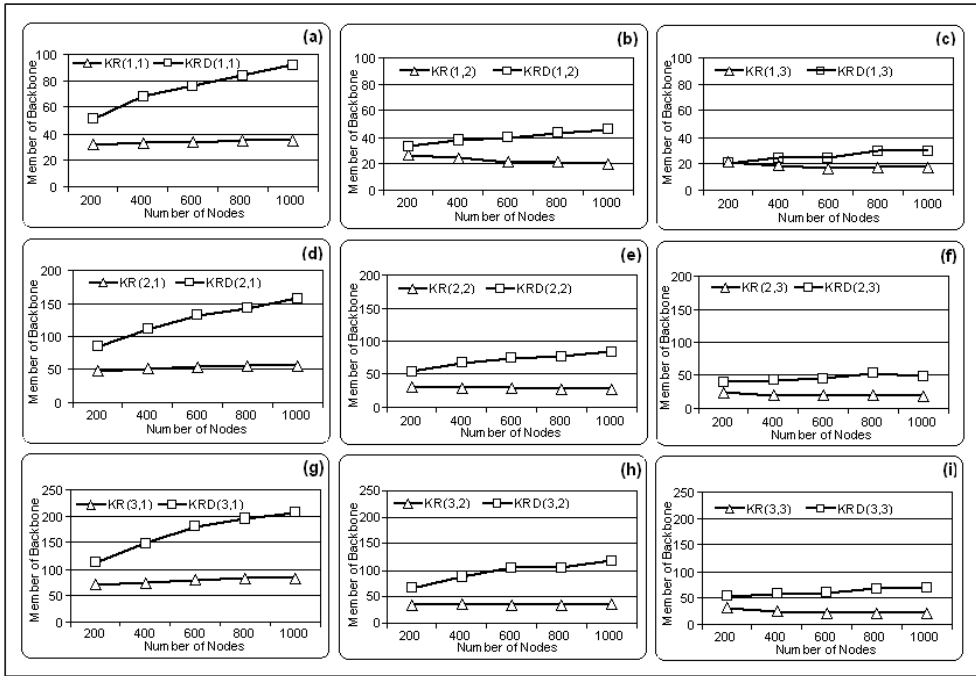 (a)
KR(1,1) KRD(1,1)
Member of Backbone
100
80
60
40
20
0
200 400 600 800 1000
Number of Nodes
(b)
KR(1,2) KRD(1,2)
Member of Backbone
100
80
60
40
20
0
200 400 600 800 1000
Number of Nodes
(c)
KR(1,3) KRD(1,3)
Member of Backbone
100
80
60
40
20
0
200 400 600 800 1000
Number of Nodes
(d)
KR(2,1) KRD(2,1)
Member of Backbone
200
150
100
50
0
200 400 600 800 1000
Number of Nodes
(e)
KR(2,2) KRD(2,2)
Member of Backbone
200
150
100
50
0
200 400 600 800 1000
Number of Nodes
(f)
KR(2,3) KRD(2,3)
Member of Backbone
200
150
100
50
0
200 400 600 800 1000
Number of Nodes
(g)
KR(3,1) KRD(3,1)
Member of Backbone
250
200
150
100
50
0
200 400 600 800 1000
Number of Nodes
(h)
KR(3,2) KRD(3,2)
Member of Backbone
250
200
150
100
50
0
200 400 600 800 1000
Number of Nodes
(i)
KR(3,3) KRD(3,3)
Member of Backbone
250
200
150
100
50
0
200 400 600 800 1000
Number of Nodes